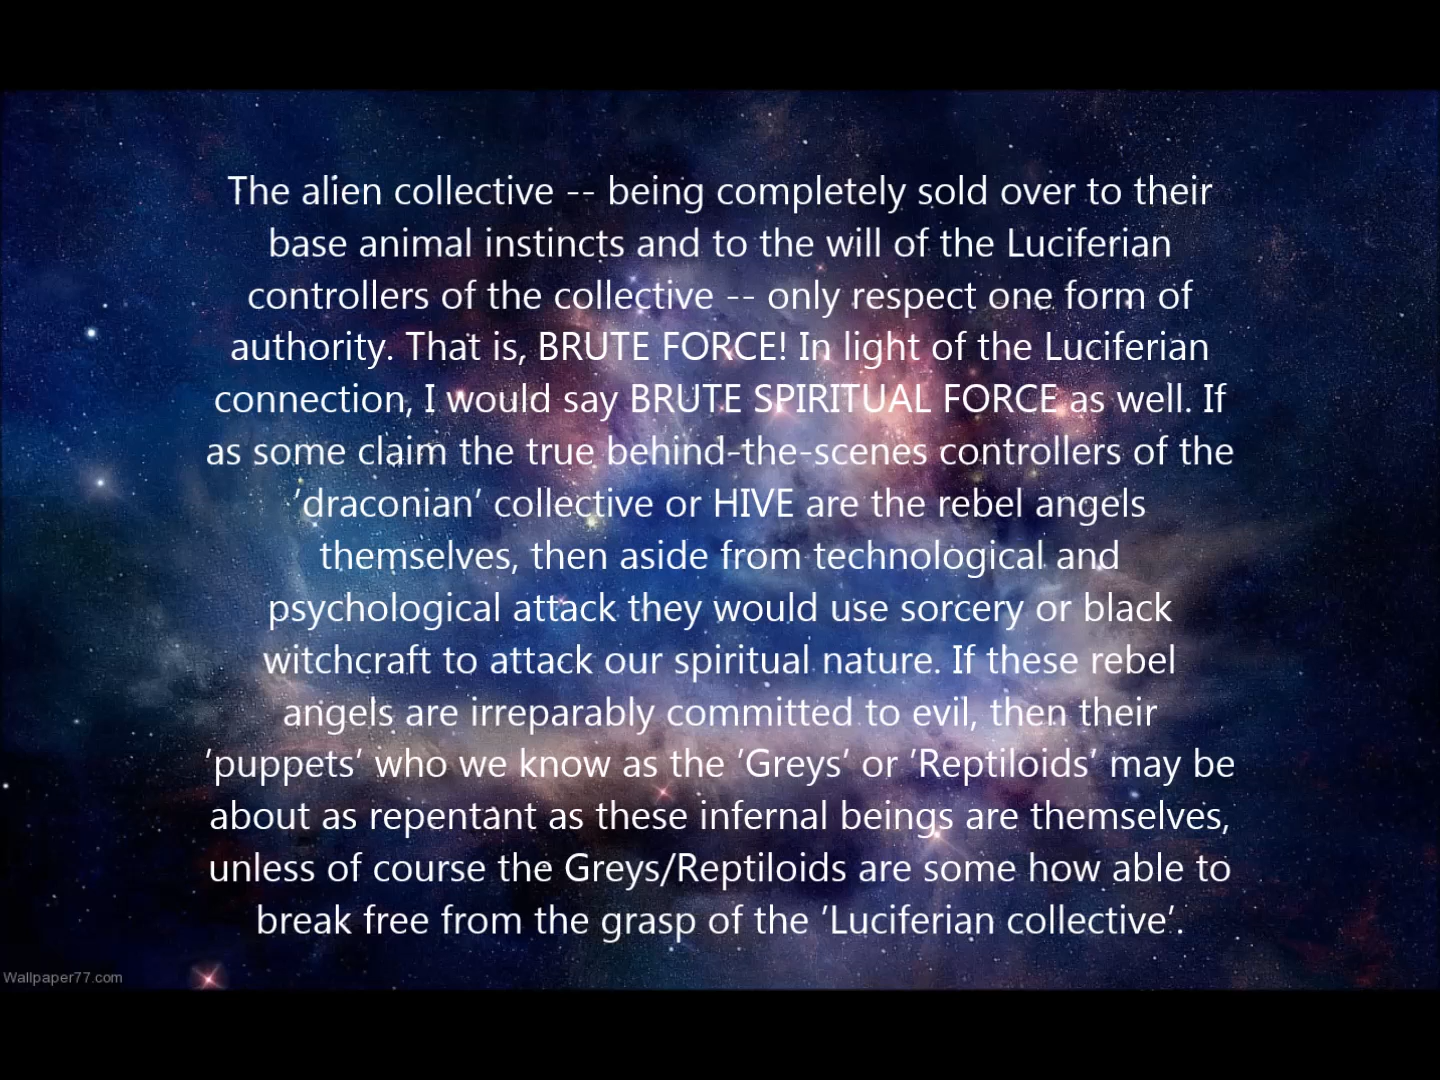 The alien collective -- being completely sold over to their
base animal instincts and to the will of the Luciferian
controllers of the collective -- only respect one form of
authority. That is, BRUTE FORCE! In light of the Luciferian
connection, I would say BRUTE SPIRITUAL FORCE as well. If
as some claim the true behind-the-scenes controllers of the
'draconian' collective or HIVE are the rebel angels
themselves, then aside from technological and
psychological attack they would use sorcery or black
witchcraft to attack our spiritual nature. If these rebel
angels are irreparably committed to evil, then their
'puppets' who we know as the 'Greys' or 'Reptiloids' may be
about as repentant as these infernal beings are themselves,
unless of course the Greys/Reptiloids are some how able to
break free from the grasp of the 'Luciferian collective'.
Wallpaper77.com